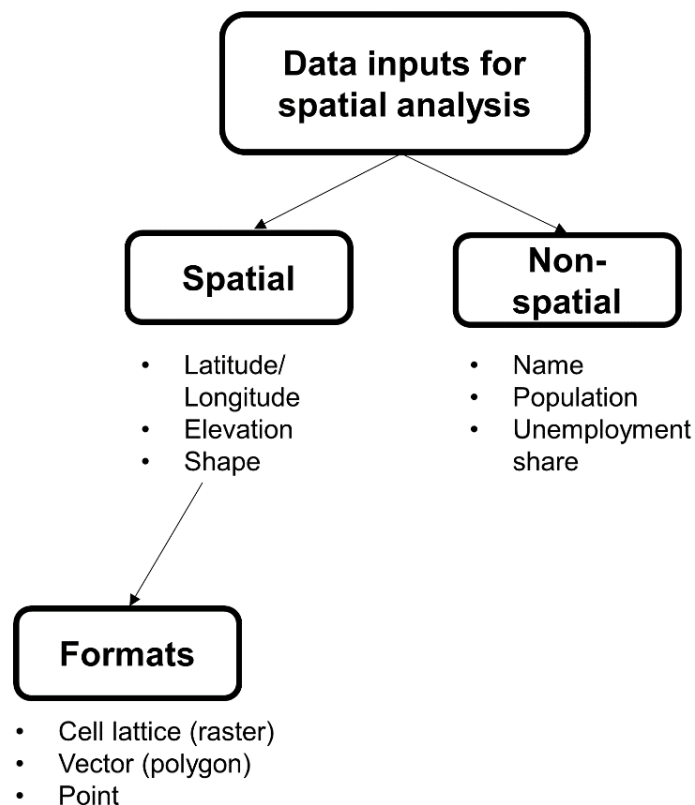 Data inputs for
spatial analysis
Spatial
• Latitude/
Longitude
• Elevation
• Shape
Non-
spatial
• Name
• Population
• Unemployment
share
Formats
• Cell lattice (raster)
• Vector (polygon)
• Point